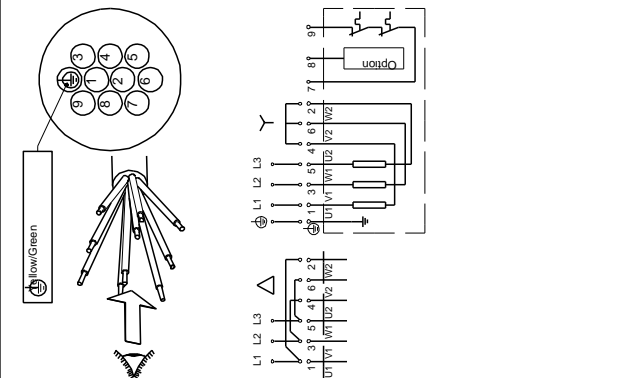 3 4 5
1 2 6
9 8 7
ellow/Green
9
8 Option
7
2 W2
6 V2
4 U2
L3 5 W1
L2 3 V1
L1 1 U1
2 W2
6 V2
4 U2
L3 5 W1
L2 3 V1
L1 1 U1